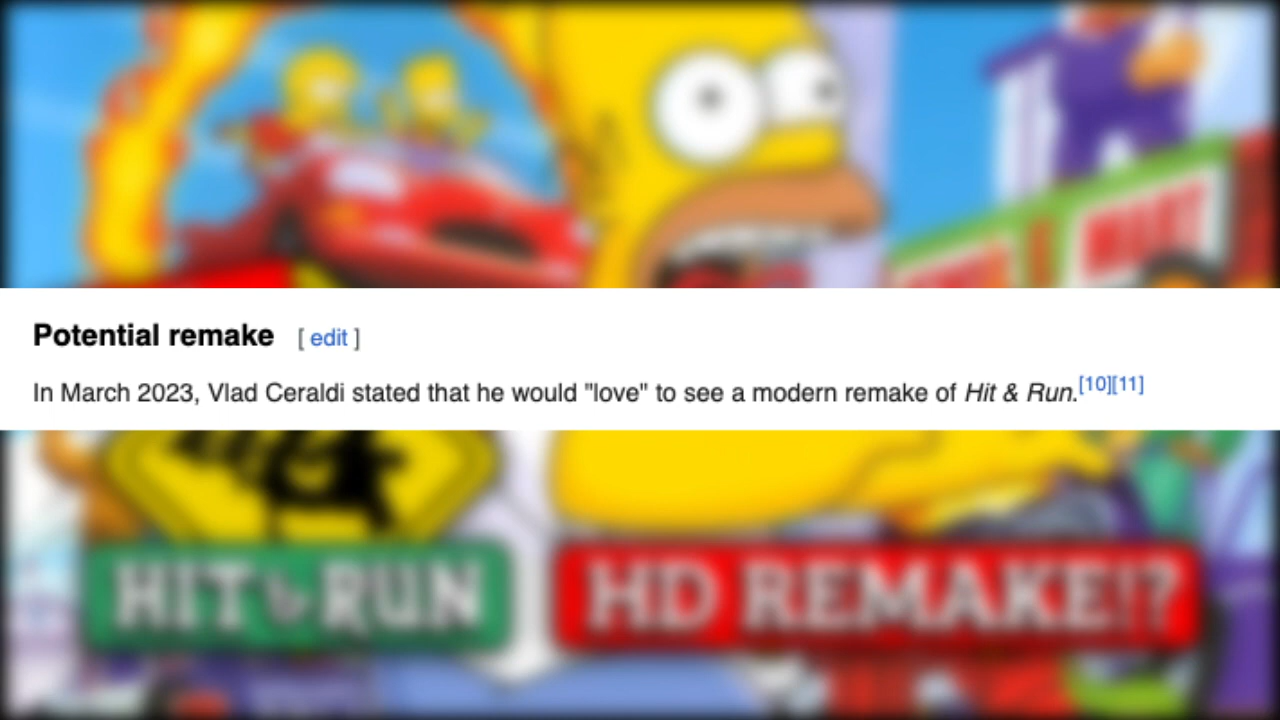 Potential remake [ edit ]
In March 2023, Vlad Ceraldi stated that he would "love" to see a modern remake of Hit & Run.[10][11]
HIT & RUN HD REMAKE!?